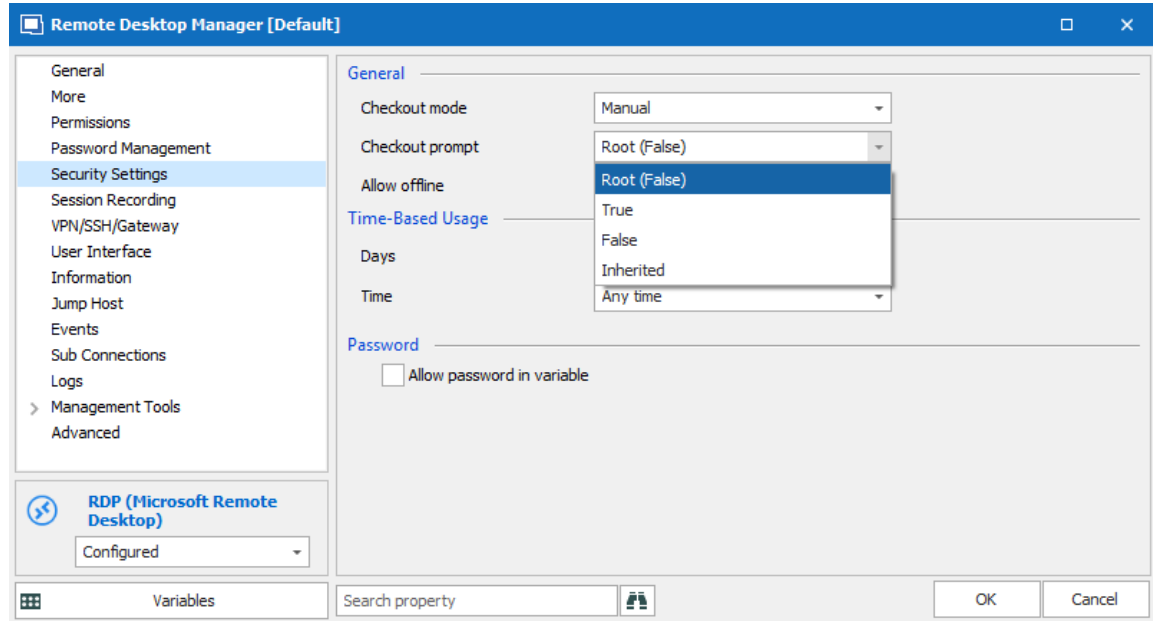 Remote Desktop Manager [Default]
General
More
Permissions
Password Management
Security Settings
Session Recording
VPN/SSH/Gateway
User Interface
Information
Jump Host
Events
Sub Connections
Logs
Management Tools
Advanced
RDP (Microsoft Remote
Desktop)
Configured
Variables
General
Checkout mode
Manual
Checkout prompt
Root (False)
Root (False)
True
False
Inherited
Allow offline
Time-Based Usage
Days
Time
Any time
Password
Allow password in variable
Search property
OK
Cancel